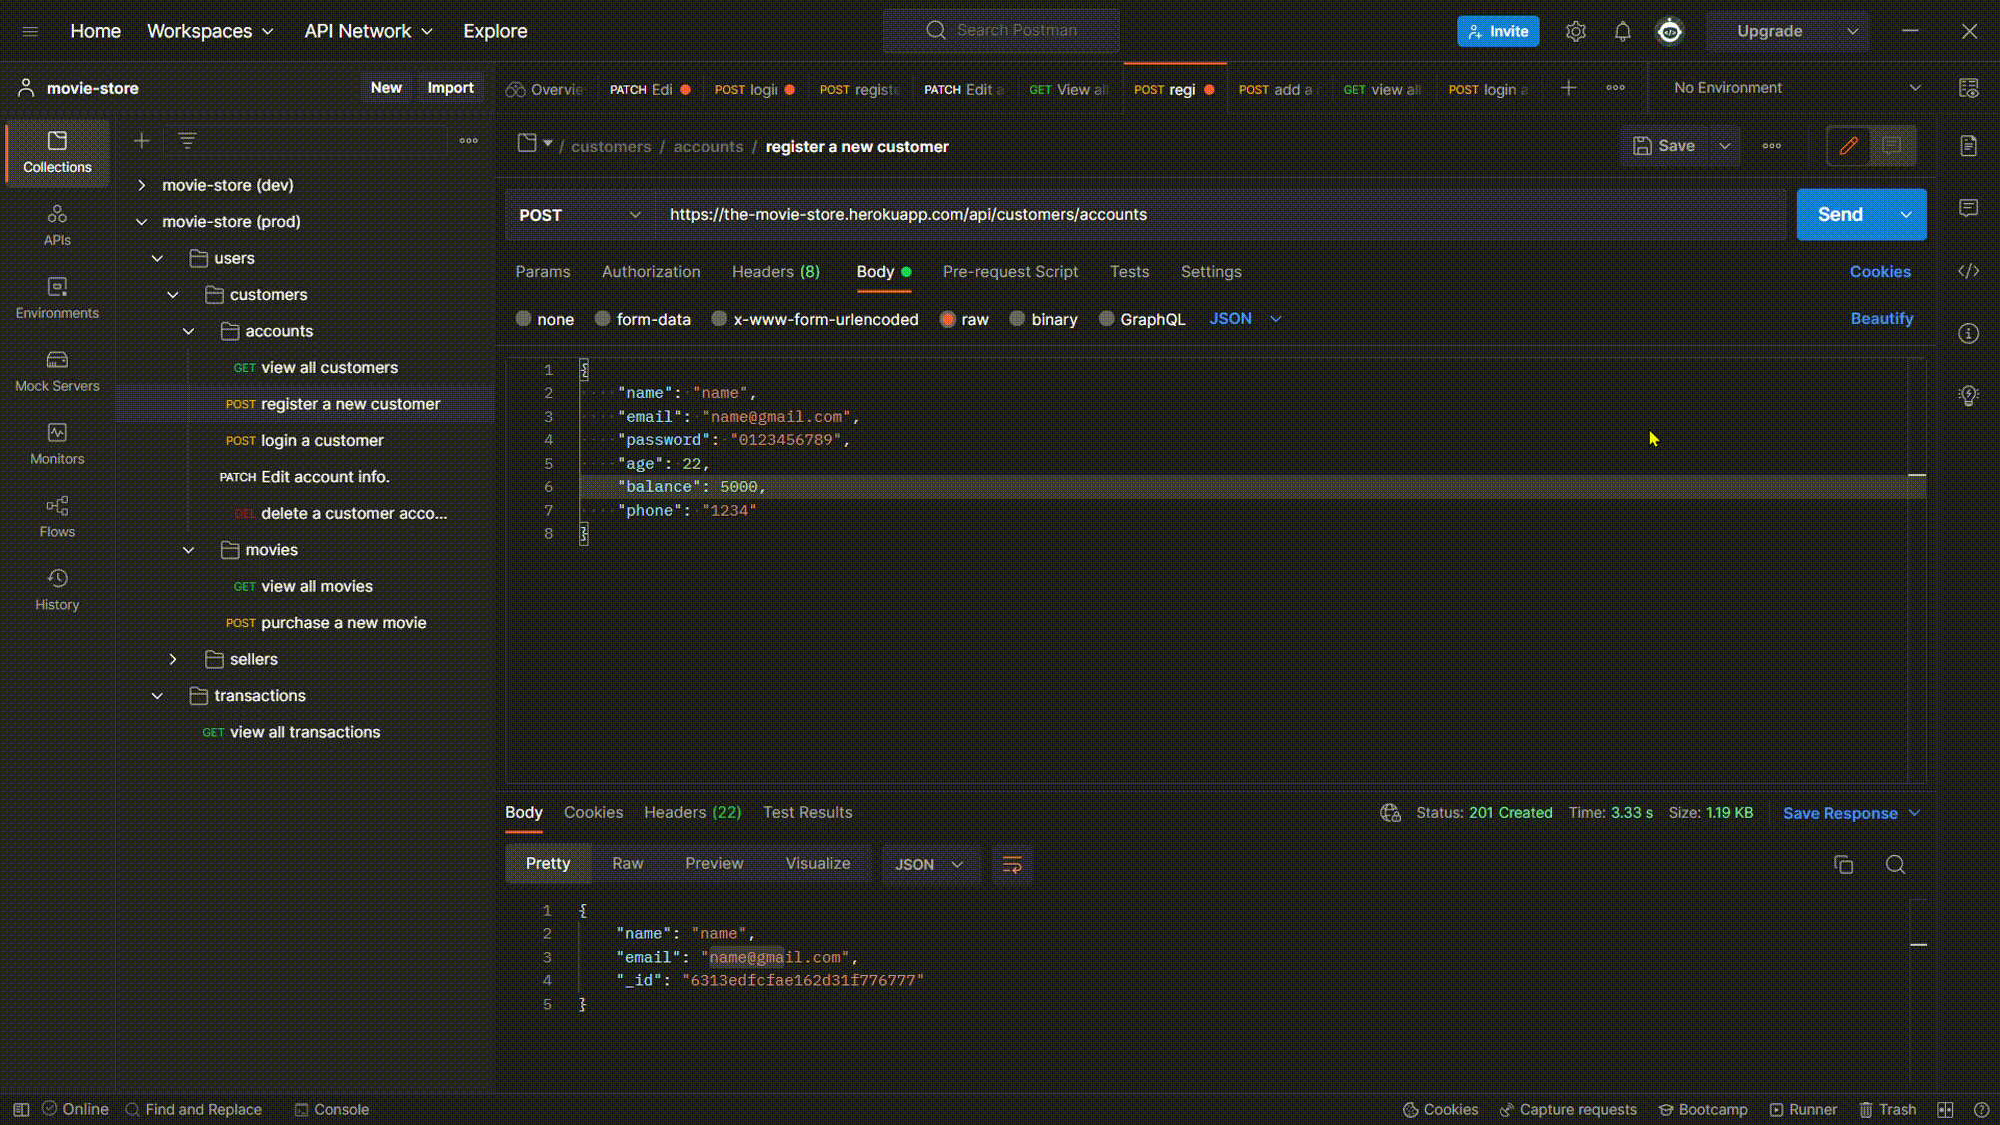 Home Workspaces API Network Explore Search Postman Invite Upgrade
movie-store New Import
Overvie PATCH Edi POST logi POST registe PATCH Edit a GET View all POST regi POST add a GET view all POST login a No Environment
Collections
APIs
Environments
Mock Servers
Monitors
Flows
History
movie-store (dev)
movie-store (prod)
users
customers
accounts
GET view all customers
POST register a new customer
POST login a customer
PATCH Edit account info.
DEL delete a customer acco...
movies
GET view all movies
POST purchase a new movie
sellers
transactions
GET view all transactions
/ customers / accounts / register a new customer Save
POST https://the-movie-store.herokuapp.com/api/customers/accounts Send
Params Authorization Headers (8) Body Pre-request Script Tests Settings Cookies
none form-data x-www-form-urlencoded raw binary GraphQL JSON Beautify
1 {
2 "name": "name",
3 "email": "name@gmail.com",
4 "password": "0123456789",
5 "age": 22,
6 "balance": 5000,
7 "phone": "1234"
8 }
Body Cookies Headers (22) Test Results Status: 201 Created Time: 3.33 s Size: 1.19 KB Save Response
Pretty Raw Preview Visualize JSON
1 {
2 "name": "name",
3 "email": "name@gmail.com",
4 "_id": "6313edfcfae162d31f776777"
5 }
Online Find and Replace Console Cookies Capture requests Bootcamp Runner Trash